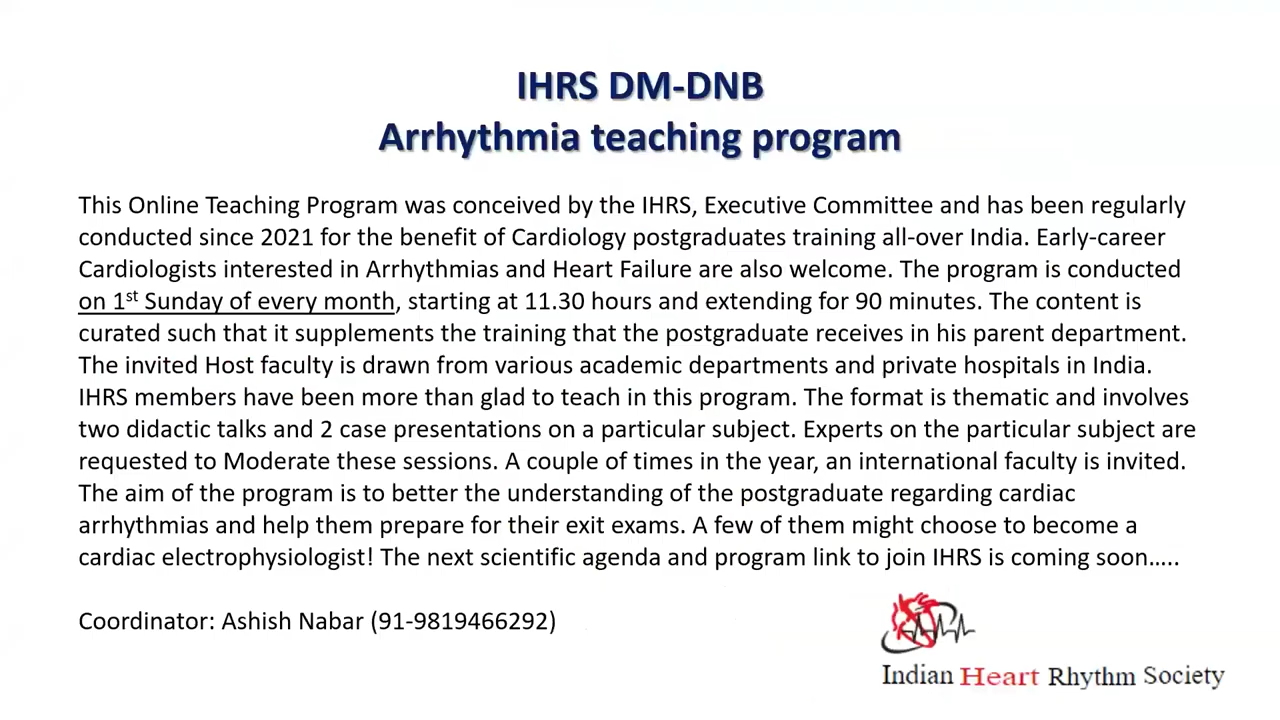 IHRS DM-DNB
Arrhythmia teaching program
This Online Teaching Program was conceived by the IHRS, Executive Committee and has been regularly
conducted since 2021 for the benefit of Cardiology postgraduates training all-over India. Early-career
Cardiologists interested in Arrhythmias and Heart Failure are also welcome. The program is conducted
on 1st Sunday of every month, starting at 11.30 hours and extending for 90 minutes. The content is
curated such that it supplements the training that the postgraduate receives in his parent department.
The invited Host faculty is drawn from various academic departments and private hospitals in India.
IHRS members have been more than glad to teach in this program. The format is thematic and involves
two didactic talks and 2 case presentations on a particular subject. Experts on the particular subject are
requested to Moderate these sessions. A couple of times in the year, an international faculty is invited.
The aim of the program is to better the understanding of the postgraduate regarding cardiac
arrhythmias and help them prepare for their exit exams. A few of them might choose to become a
cardiac electrophysiologist! The next scientific agenda and program link to join IHRS is coming soon…..
Coordinator: Ashish Nabar (91-9819466292)
Indian Heart Rhythm Society